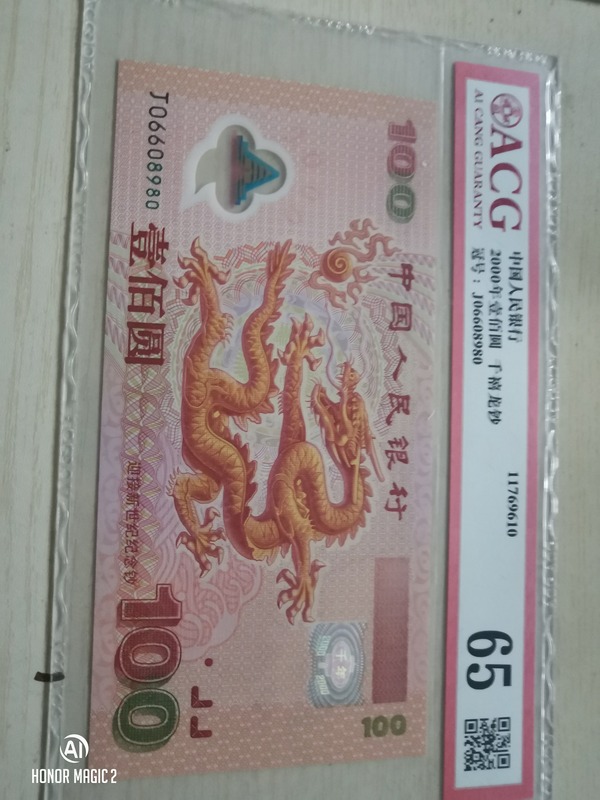 ACG
AI CANG GUARANTY
中国人民银行
2000年壹佰圆 千禧龙钞
冠号：J06608980
11769610
65
100
中国人民银行
J06608980
壹佰圆
迎接新世纪纪念钞
100
100
AI
HONOR MAGIC 2